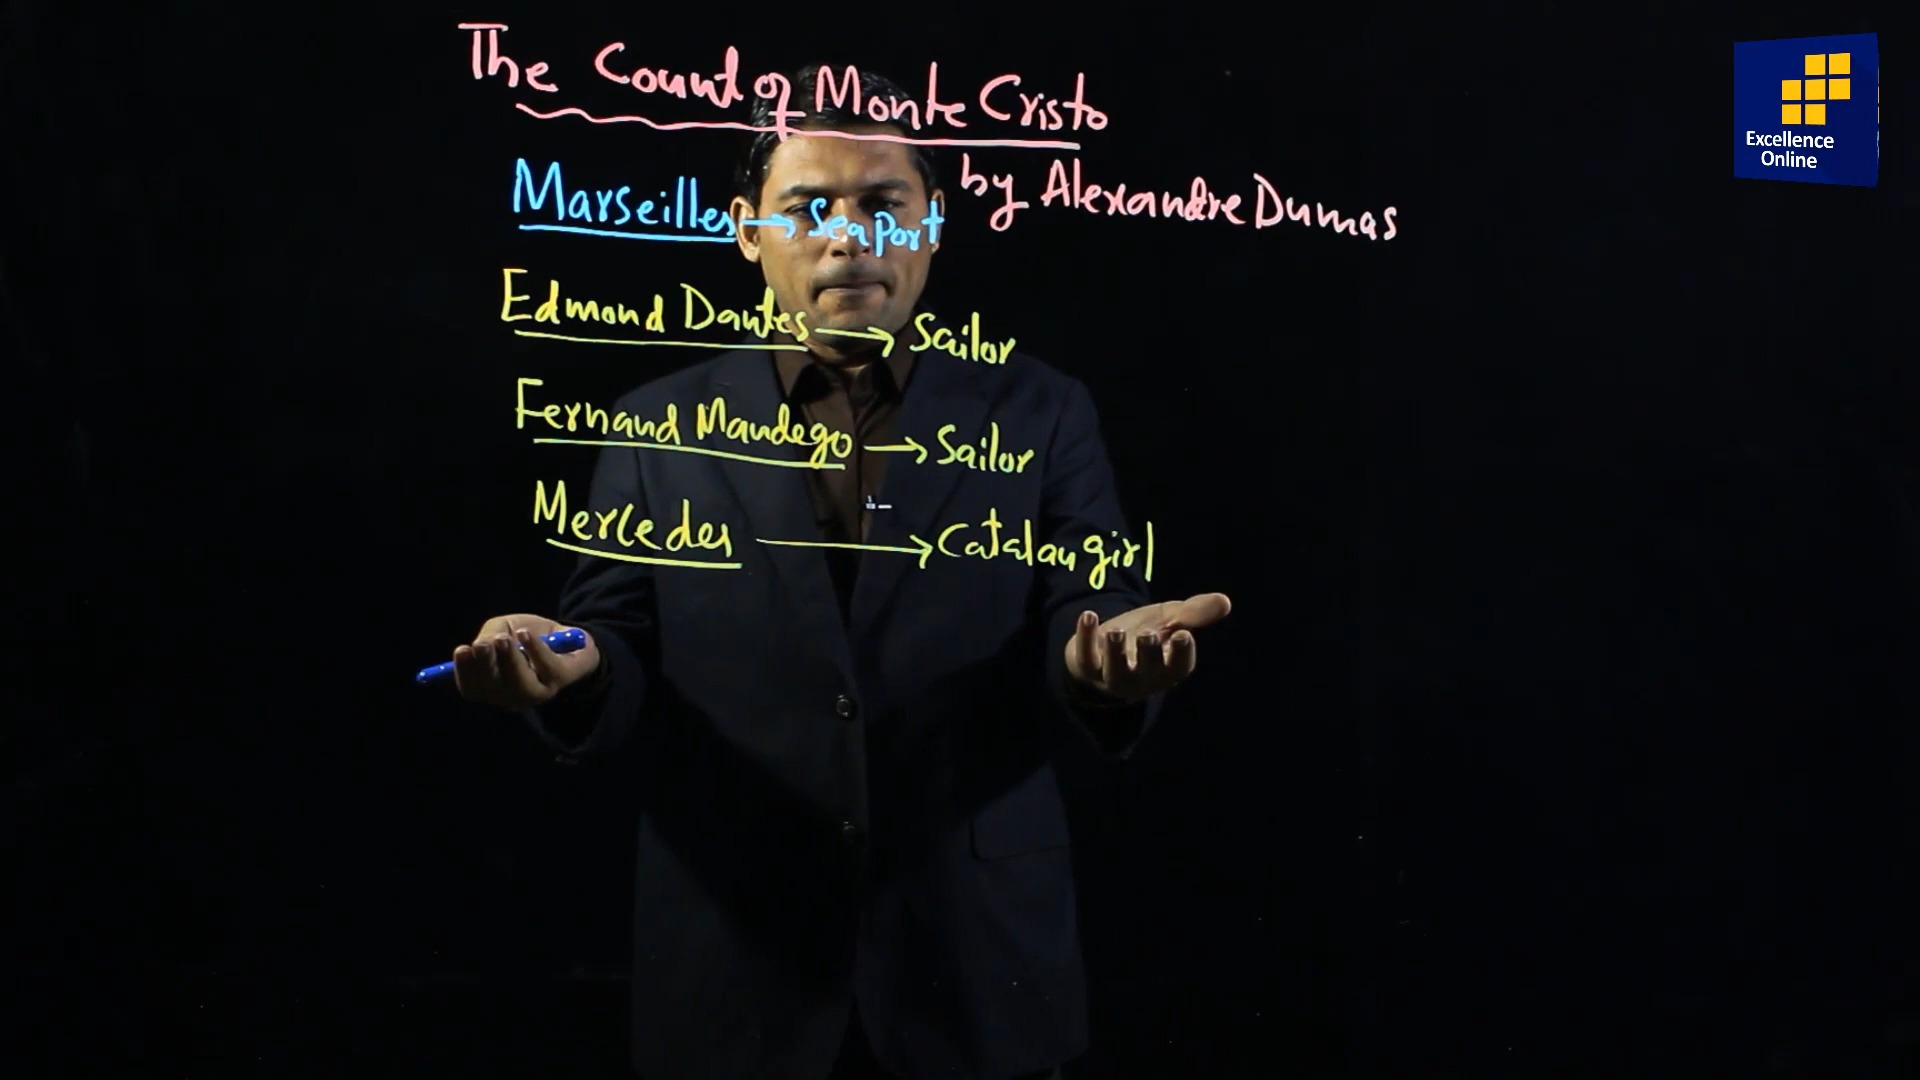 The Count of Monte Cristo
by Alexandre Dumas
Marseilles → Seaport
Edmond Dantes → Sailor
Fernand Mandego → Sailor
Mercedes → Catalan girl
Excellence
Online